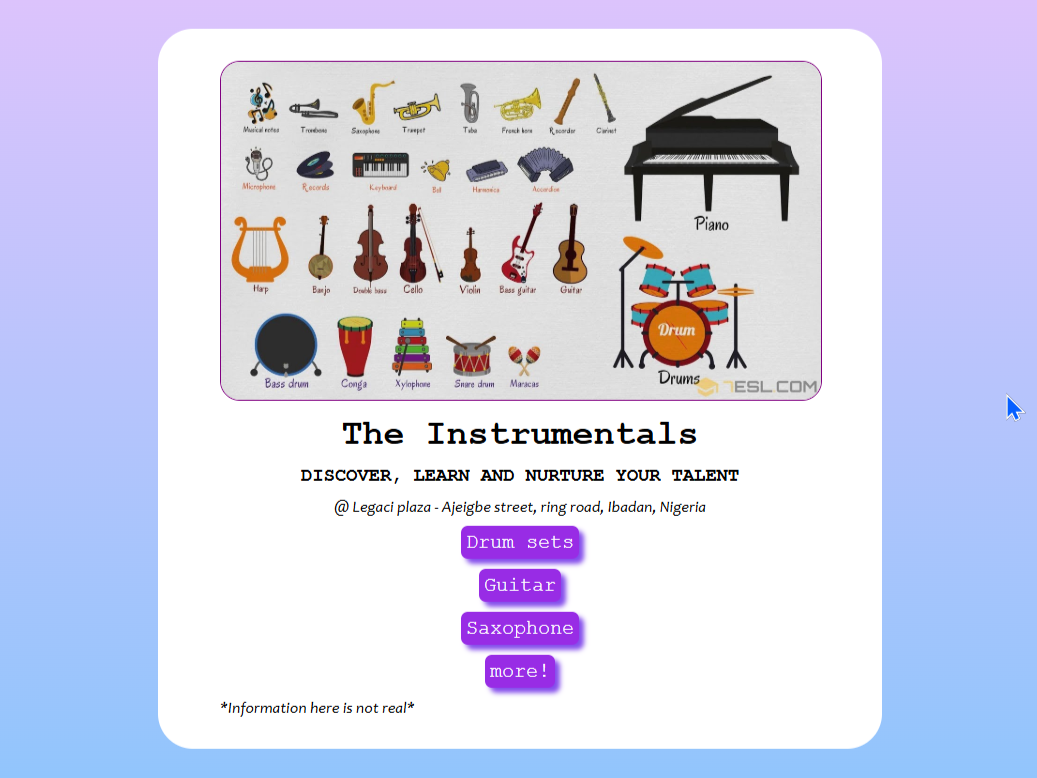 Musical notes Trombone Saxophone Trumpet Tuba French horn Recorder Clarinet
Microphone Records Keyboard Bell Harmonica Accordion
Piano
Harp Banjo Double bass Cello Violin Bass guitar Guitar
Drum
Bass drum Conga Xylophone Snare drum Maracas
Drums
7ESL.COM
The Instrumentals
DISCOVER, LEARN AND NURTURE YOUR TALENT
@ Legaci plaza - Ajeigbe street, ring road, Ibadan, Nigeria
Drum sets
Guitar
Saxophone
more!
*Information here is not real*